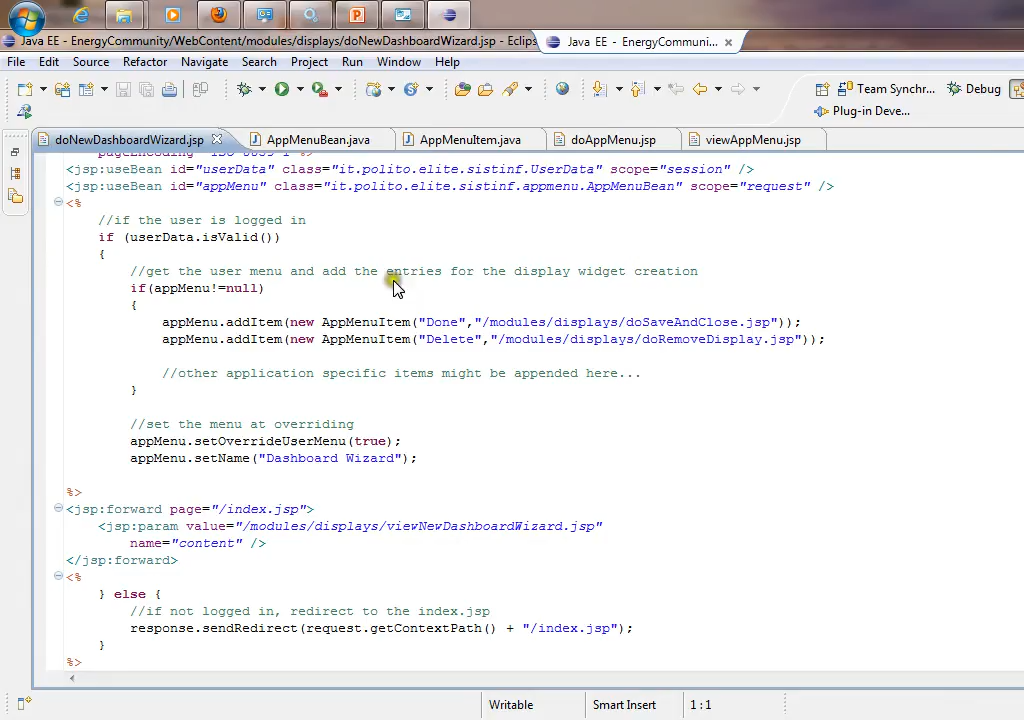 Java EE - EnergyCommunity/WebContent/modules/displays/doNewDashboardWizard.jsp - Eclips
Java EE - EnergyCommuni...
File Edit Source Refactor Navigate Search Project Run Window Help
Team Synchr... Debug
Plug-in Deve...
doNewDashboardWizard.jsp AppMenuBean.java AppMenuItem.java doAppMenu.jsp viewAppMenu.jsp
<jsp:useBean id="userData" class="it.polito.elite.sistinf.UserData" scope="session" />
<jsp:useBean id="appMenu" class="it.polito.elite.sistinf.appmenu.AppMenuBean" scope="request" />
<%
//if the user is logged in
if (userData.isValid())
{
//get the user menu and add the entries for the display widget creation
if(appMenu!=null)
{
appMenu.addItem(new AppMenuItem("Done","/modules/displays/doSaveAndClose.jsp"));
appMenu.addItem(new AppMenuItem("Delete","/modules/displays/doRemoveDisplay.jsp"));
//other application specific items might be appended here...
}
//set the menu at overriding
appMenu.setOverrideUserMenu(true);
appMenu.setName("Dashboard Wizard");
%>
<jsp:forward page="/index.jsp">
<jsp:param value="/modules/displays/viewNewDashboardWizard.jsp"
name="content" />
</jsp:forward>
<%
} else {
//if not logged in, redirect to the index.jsp
response.sendRedirect(request.getContextPath() + "/index.jsp");
}
%>
Writable Smart Insert 1 : 1